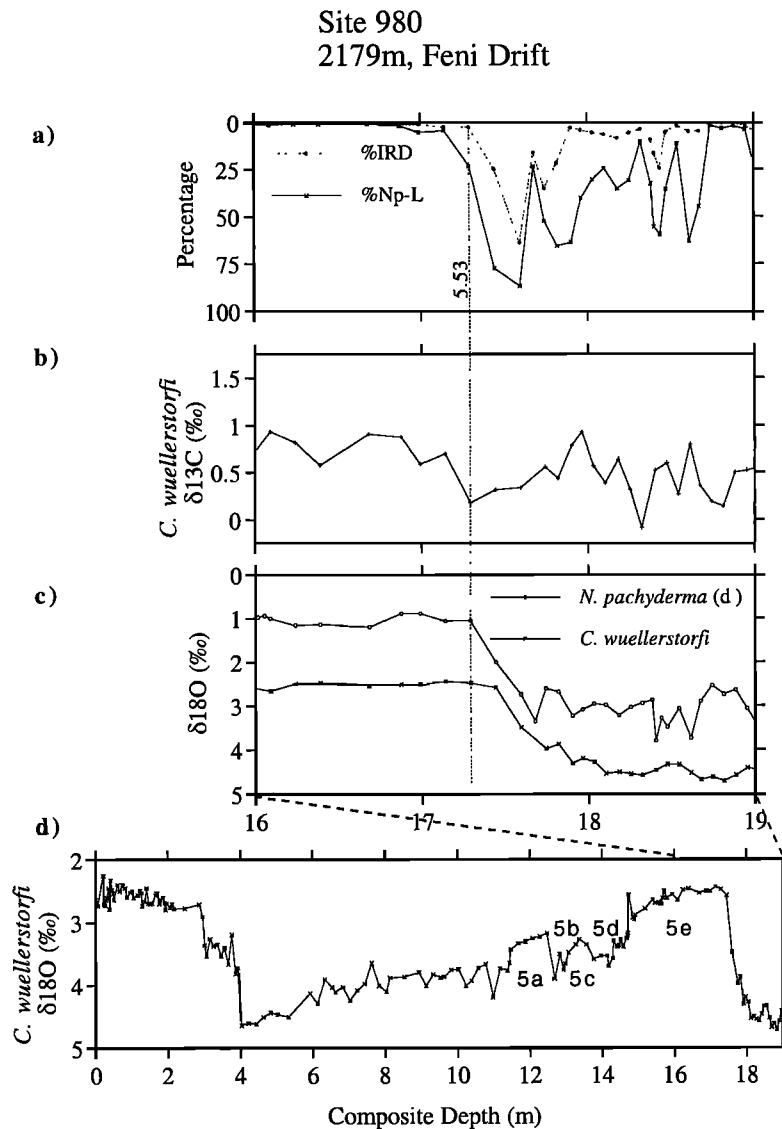 Site 980
2179m, Feni Drift
a)
Percentage
0
25
50
75
100
%IRD
%Np-L
5.53
b)
C. wuellerstorfi
δ13C (‰)
1.5
1
0.5
0
c)
δ18O (‰)
0
1
2
3
4
5
N. pachyderma (d)
C. wuellerstorfi
16 17 18 19
d)
C. wuellerstorfi
δ18O (‰)
2
3
4
5
5a
5b
5c
5d
5e
0 2 4 6 8 10 12 14 16 18
Composite Depth (m)